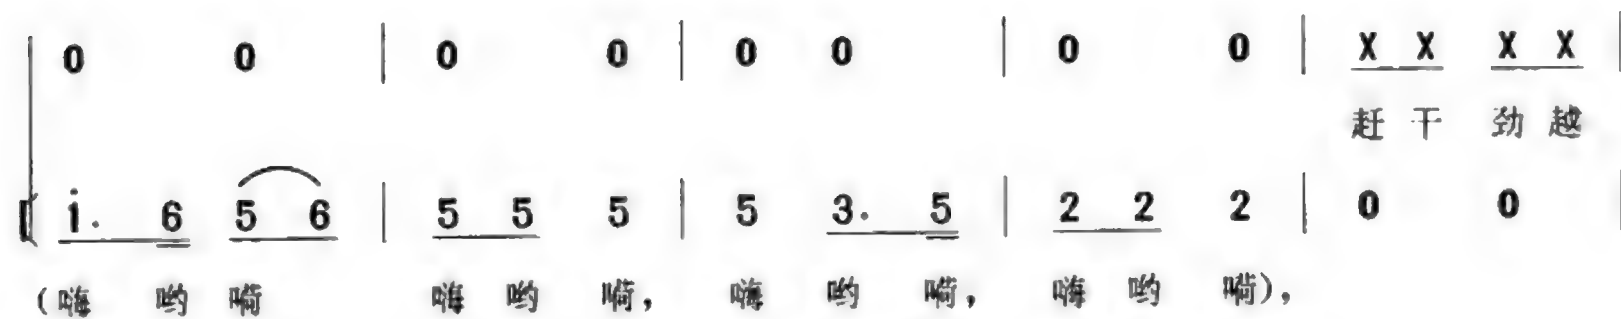 0 0 | 0 0 | 0 0 | 0 0 | X X X X |
赶 干 劲 越
i. 6 5 6 | 5 5 5 | 5 3. 5 | 2 2 2 | 0 0 |
(嗨 哟 嗬 嗨 哟 嗬, 嗨 哟 嗬, 嗨 哟 嗬),